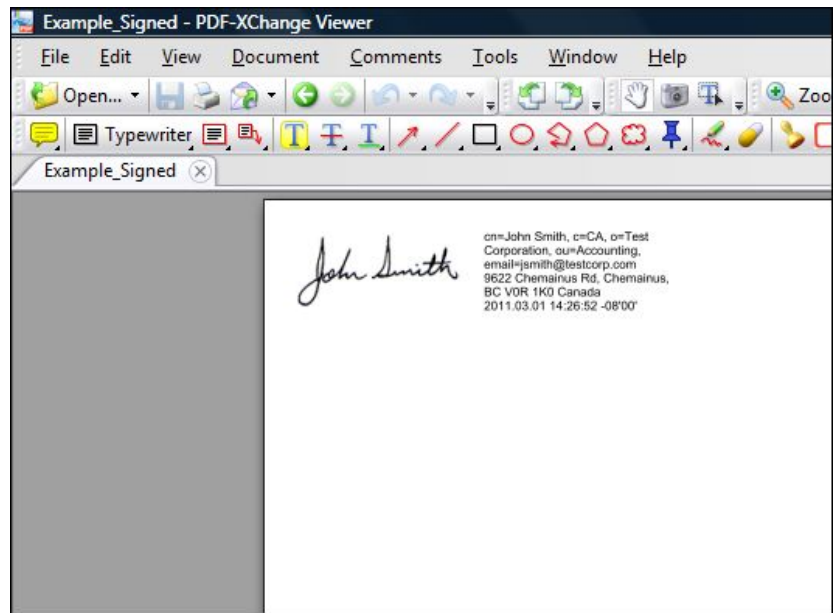 Example_Signed - PDF-XChange Viewer
File Edit View Document Comments Tools Window Help
Open... Zoo
Typewriter T T T
Example_Signed
John Smith
cn=John Smith, c=CA, o=Test
Corporation, ou=Accounting,
email=jsmith@testcorp.com
9622 Chemainus Rd, Chemainus,
BC V0R 1K0 Canada
2011.03.01 14:26:52 -08'00'